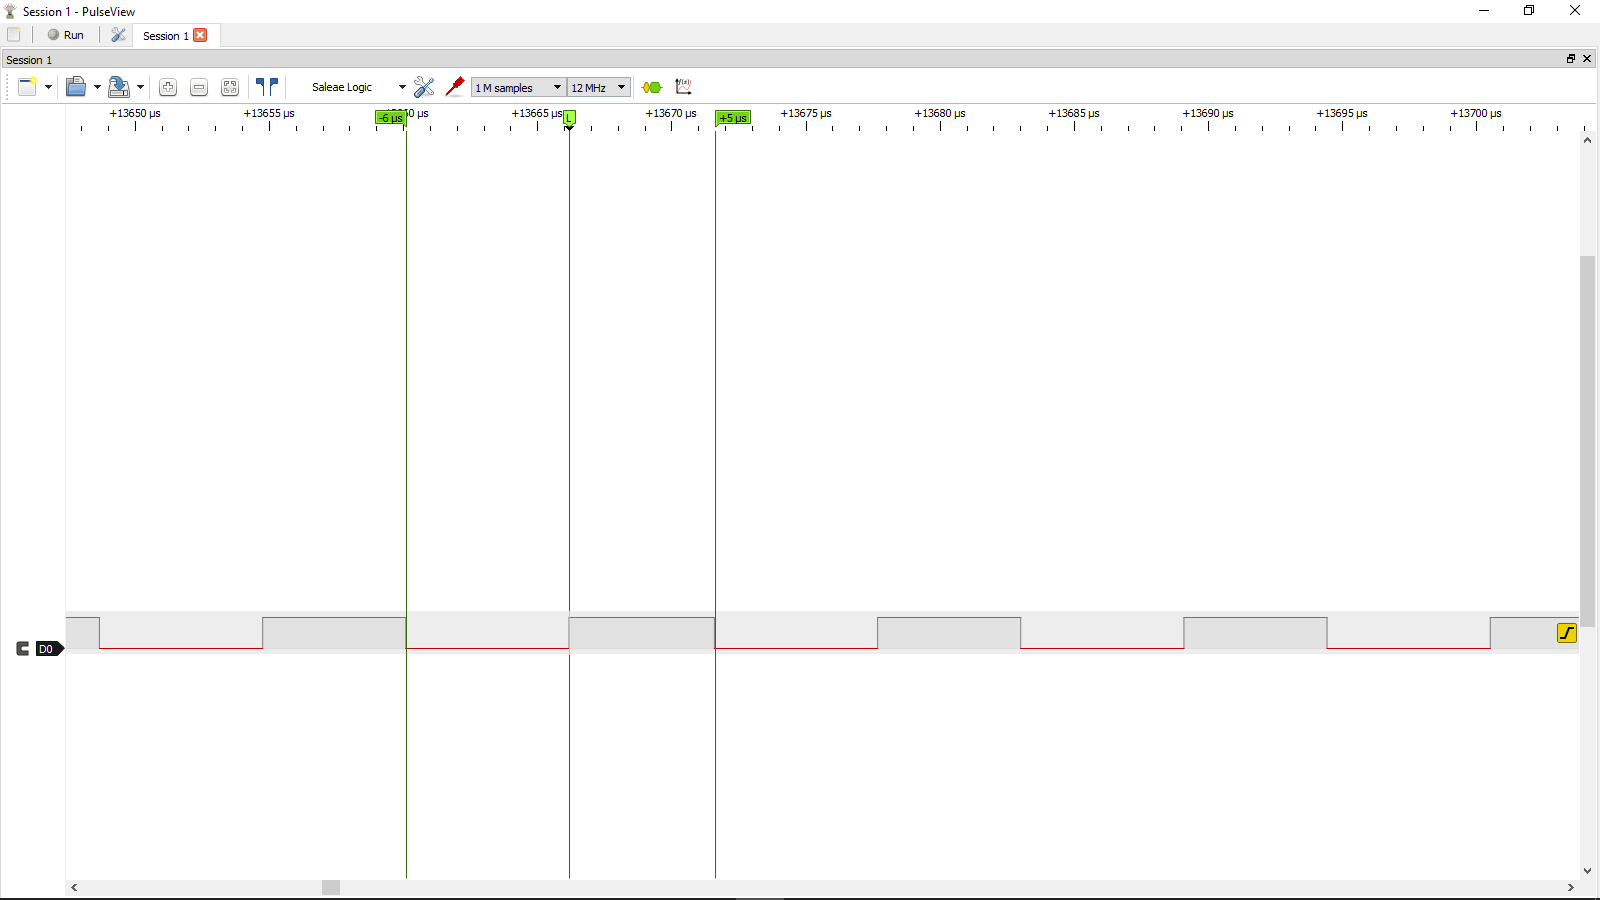 Session 1 - PulseView
Run
Session 1
Session 1
Saleae Logic
1 M samples
12 MHz
+13650 µs
+13655 µs
-6 µs
0 µs
+13665 µs
L
+13670 µs
+5 µs
+13675 µs
+13680 µs
+13685 µs
+13690 µs
+13695 µs
+13700 µs
D0